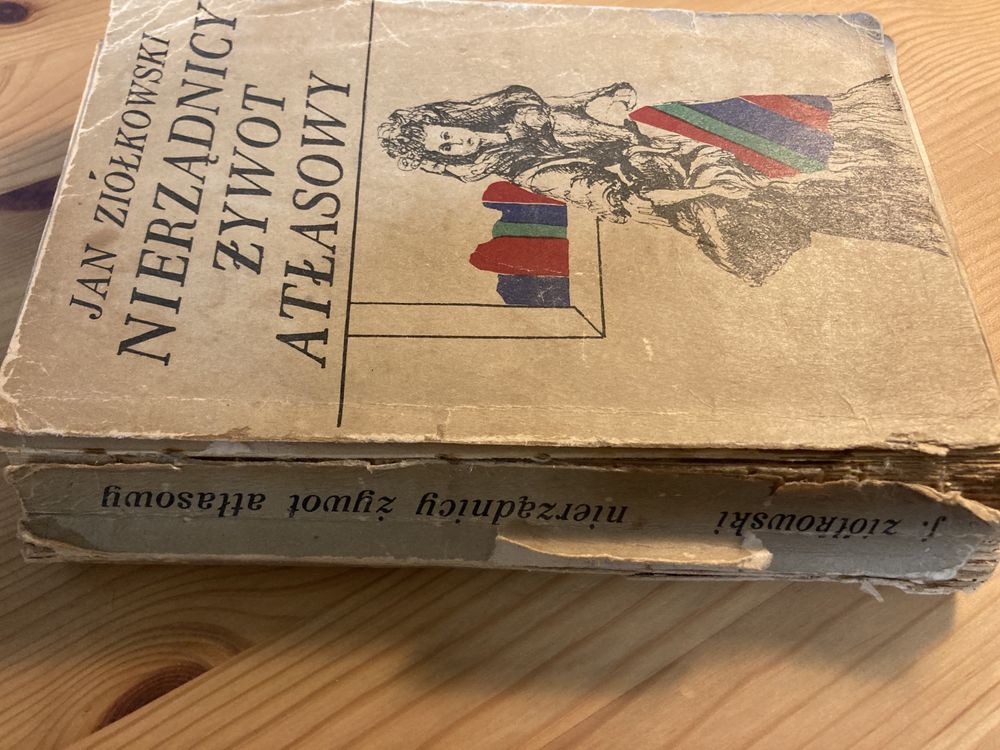 JAN ZIÓŁKOWSKI
NIERZĄDNICY
ŻYWOT
ATŁASOWY
j. ziółkowski nierządnicy żywot atłasowy